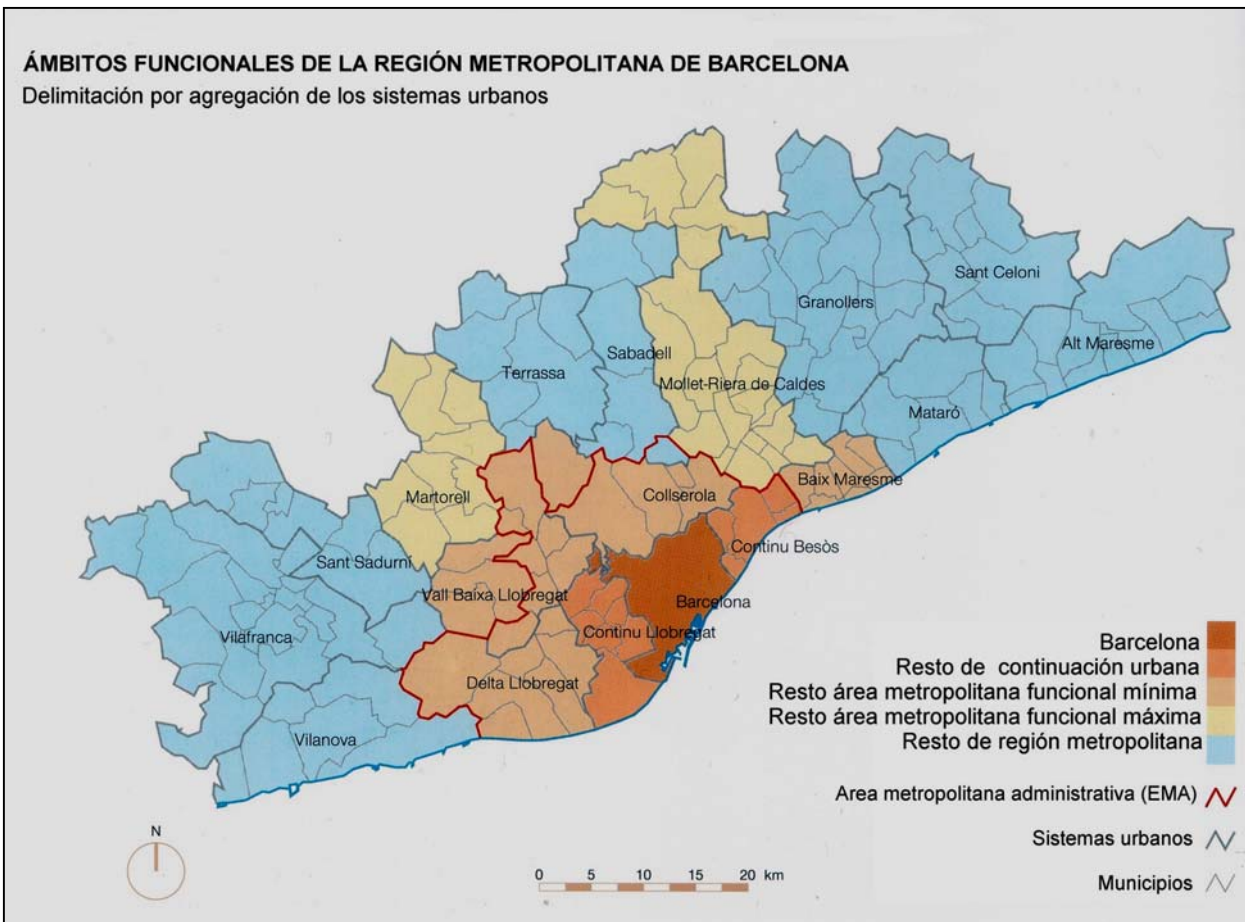 ÁMBITOS FUNCIONALES DE LA REGIÓN METROPOLITANA DE BARCELONA
Delimitación por agregación de los sistemas urbanos
Sant Celoni
Granollers
Alt Maresme
Sabadell
Terrassa
Mollet-Riera de Caldes
Mataró
Martorell
Collserola
Baix Maresme
Continu Besòs
Sant Sadurní
Vall Baixa Llobregat
Barcelona
Vilafranca
Continu Llobregat
Delta Llobregat
Vilanova
Barcelona
Resto de continuación urbana
Resto área metropolitana funcional mínima
Resto área metropolitana funcional máxima
Resto de región metropolitana
Area metropolitana administrativa (EMA)
Sistemas urbanos
Municipios
N
0 5 10 15 20 km